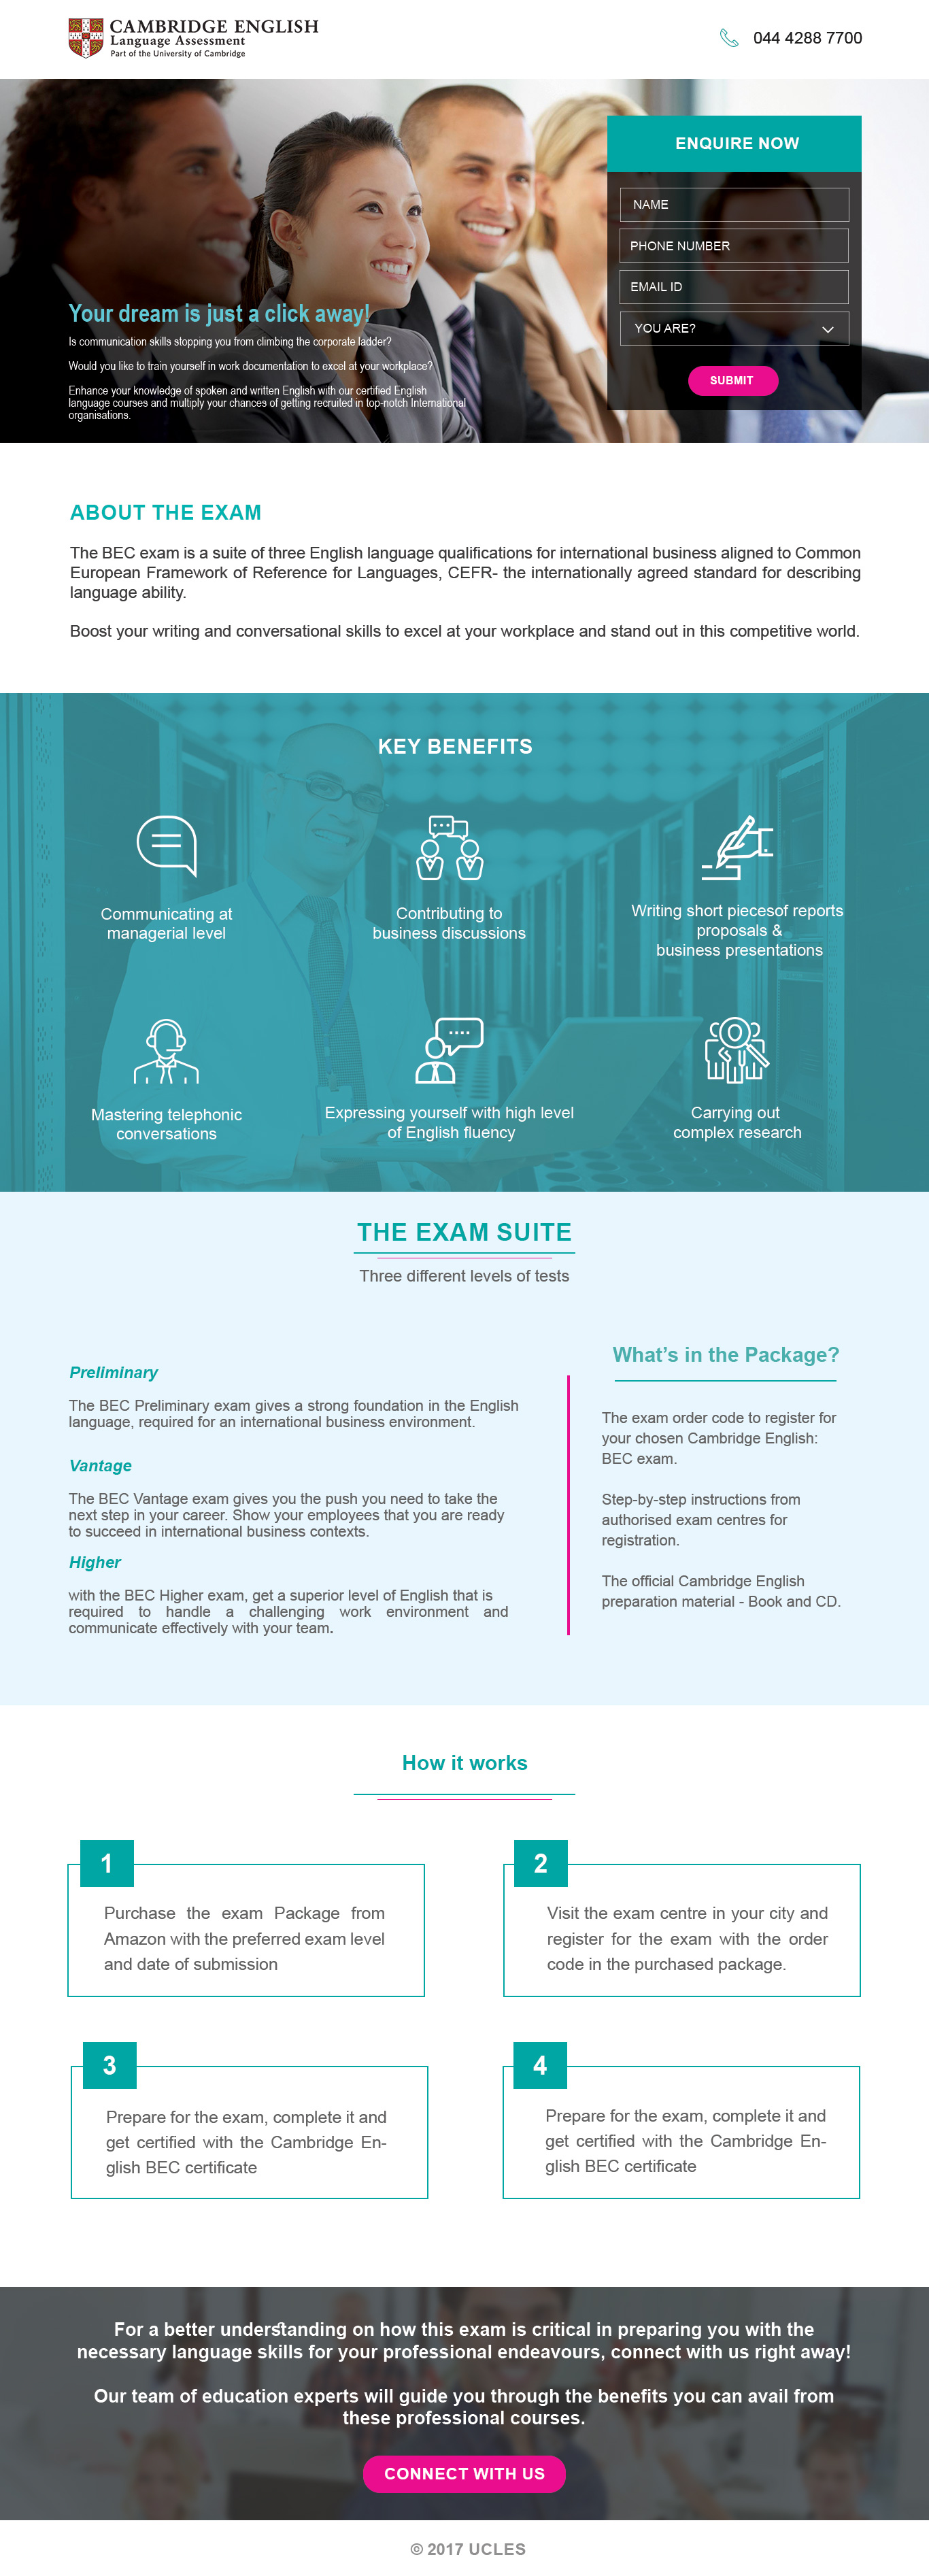 CAMBRIDGE ENGLISH
Language Assessment
Part of the University of Cambridge
044 4288 7700
ENQUIRE NOW
NAME
PHONE NUMBER
EMAIL ID
YOU ARE?
SUBMIT
Your dream is just a click away!
Is communication skills stopping you from climbing the corporate ladder?
Would you like to train yourself in work documentation to excel at your workplace?
Enhance your knowledge of spoken and written English with our certified English
language courses and multiply your chances of getting recruited in top-notch International
organisations.
ABOUT THE EXAM
The BEC exam is a suite of three English language qualifications for international business aligned to Common
European Framework of Reference for Languages, CEFR- the internationally agreed standard for describing
language ability.
Boost your writing and conversational skills to excel at your workplace and stand out in this competitive world.
KEY BENEFITS
Communicating at
managerial level
Contributing to
business discussions
Writing short piecesof reports
proposals &
business presentations
Mastering telephonic
conversations
Expressing yourself with high level
of English fluency
Carrying out
complex research
THE EXAM SUITE
Three different levels of tests
Preliminary
The BEC Preliminary exam gives a strong foundation in the English
language, required for an international business environment.
Vantage
The BEC Vantage exam gives you the push you need to take the
next step in your career. Show your employees that you are ready
to succeed in international business contexts.
Higher
with the BEC Higher exam, get a superior level of English that is
required to handle a challenging work environment and
communicate effectively with your team.
What's in the Package?
The exam order code to register for
your chosen Cambridge English:
BEC exam.
Step-by-step instructions from
authorised exam centres for
registration.
The official Cambridge English
preparation material - Book and CD.
How it works
1
Purchase the exam Package from
Amazon with the preferred exam level
and date of submission
2
Visit the exam centre in your city and
register for the exam with the order
code in the purchased package.
3
Prepare for the exam, complete it and
get certified with the Cambridge En-
glish BEC certificate
4
Prepare for the exam, complete it and
get certified with the Cambridge En-
glish BEC certificate
For a better understanding on how this exam is critical in preparing you with the
necessary language skills for your professional endeavours, connect with us right away!
Our team of education experts will guide you through the benefits you can avail from
these professional courses.
CONNECT WITH US
© 2017 UCLES